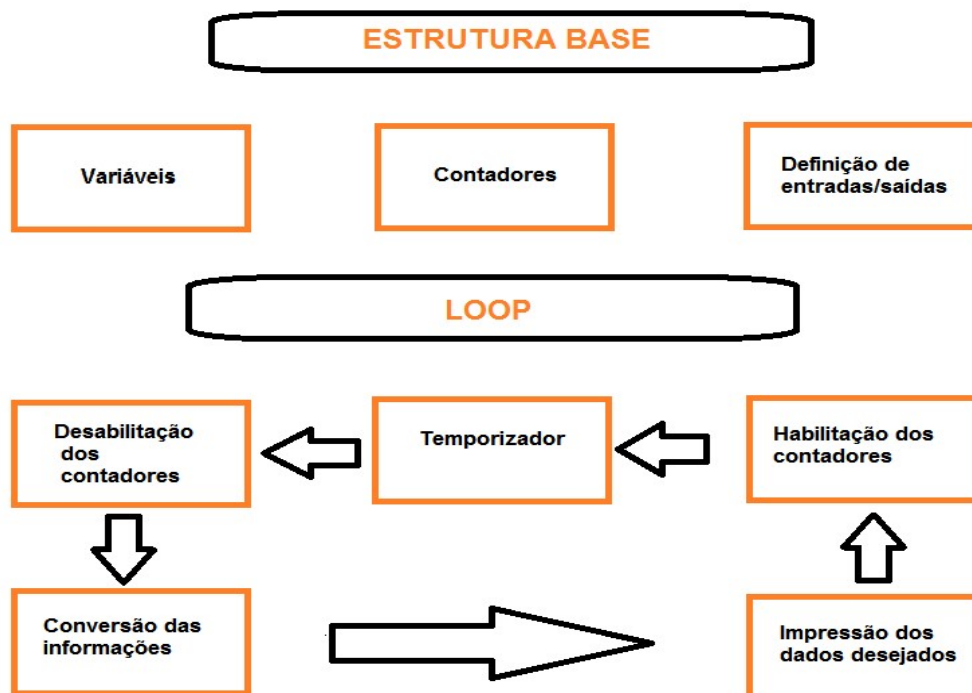 ESTRUTURA BASE
Variáveis
Contadores
Definição de
entradas/saídas
LOOP
Desabilitação
dos
contadores
Temporizador
Habilitação dos
contadores
Conversão das
informações
Impressão dos
dados desejados